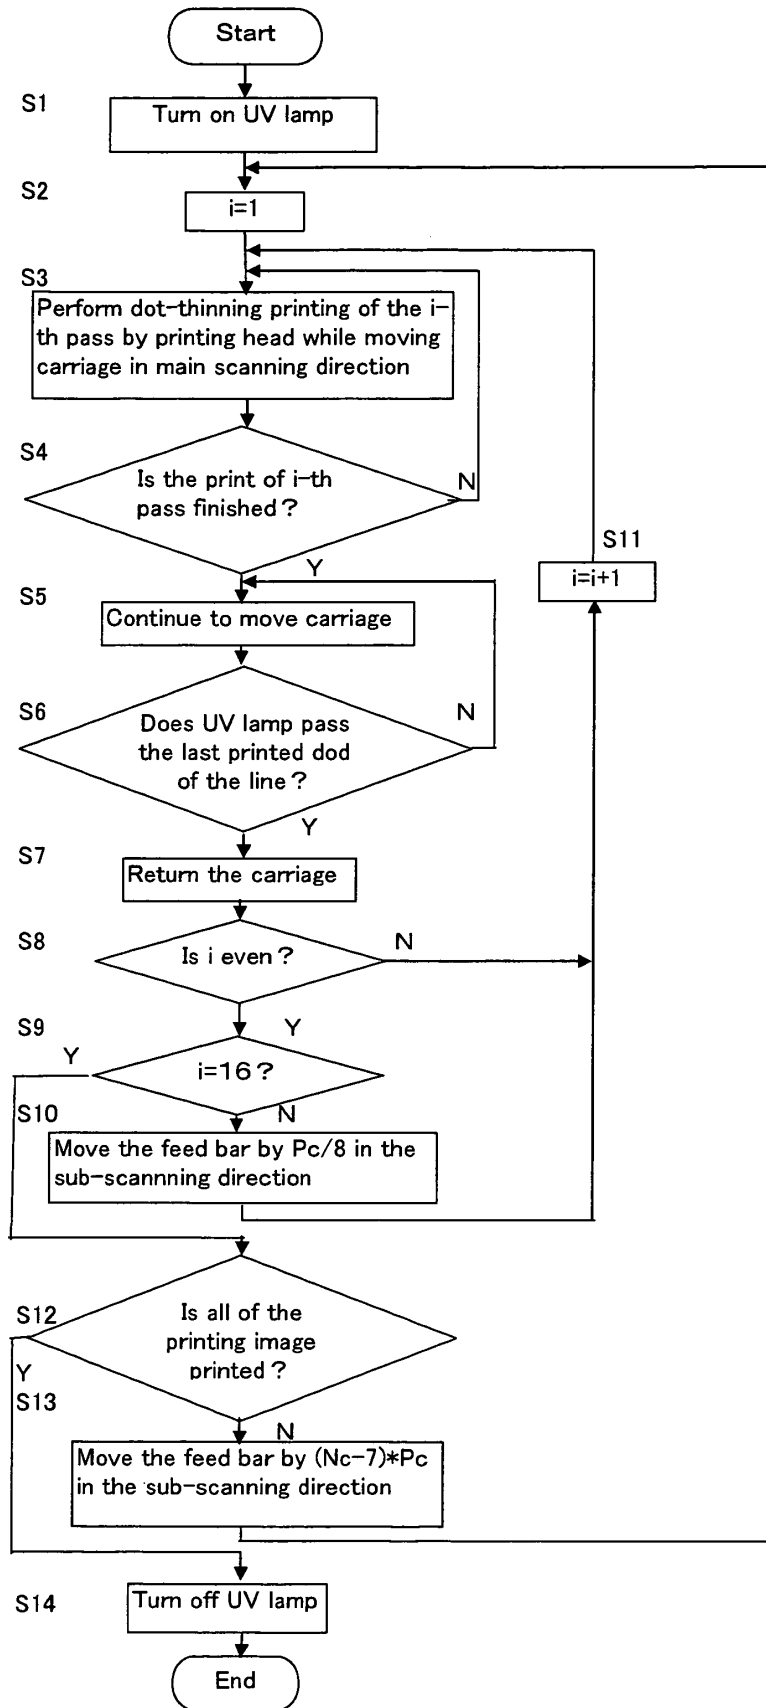 Start
S1
Turn on UV lamp
S2
i=1
S3
Perform dot-thinning printing of the i-
th pass by printing head while moving
carriage in main scanning direction
S4
Is the print of i-th
pass finished?
N
Y
S11
i=i+1
S5
Continue to move carriage
S6
Does UV lamp pass
the last printed dod
of the line?
N
Y
S7
Return the carriage
S8
Is i even?
N
S9
Y
Y
i=16?
S10
N
Move the feed bar by Pc/8 in the
sub-scannning direction
S12
Is all of the
printing image
printed?
Y
S13
N
Move the feed bar by (Nc-7)*Pc
in the sub-scanning direction
S14
Turn off UV lamp
End